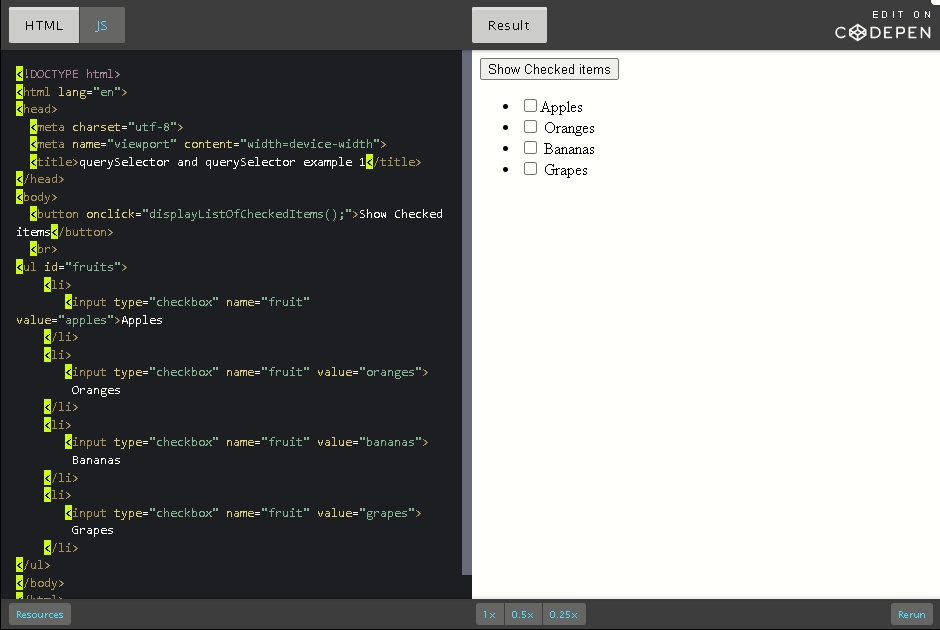 HTML JS Result EDIT ON
CODEPEN
<!DOCTYPE html>
<html lang="en">
<head>
<meta charset="utf-8">
<meta name="viewport" content="width=device-width">
<title>querySelector and querySelector example 1</title>
</head>
<body>
<button onclick="displayListOfCheckedItems();">Show Checked
items</button>
<br>
<ul id="fruits">
<li>
<input type="checkbox" name="fruit"
value="apples">Apples
</li>
<li>
<input type="checkbox" name="fruit" value="oranges">
Oranges
</li>
<li>
<input type="checkbox" name="fruit" value="bananas">
Bananas
</li>
<li>
<input type="checkbox" name="fruit" value="grapes">
Grapes
</li>
</ul>
</body>
</html>
Show Checked items
Apples
Oranges
Bananas
Grapes
Resources 1x 0.5x 0.25x Rerun